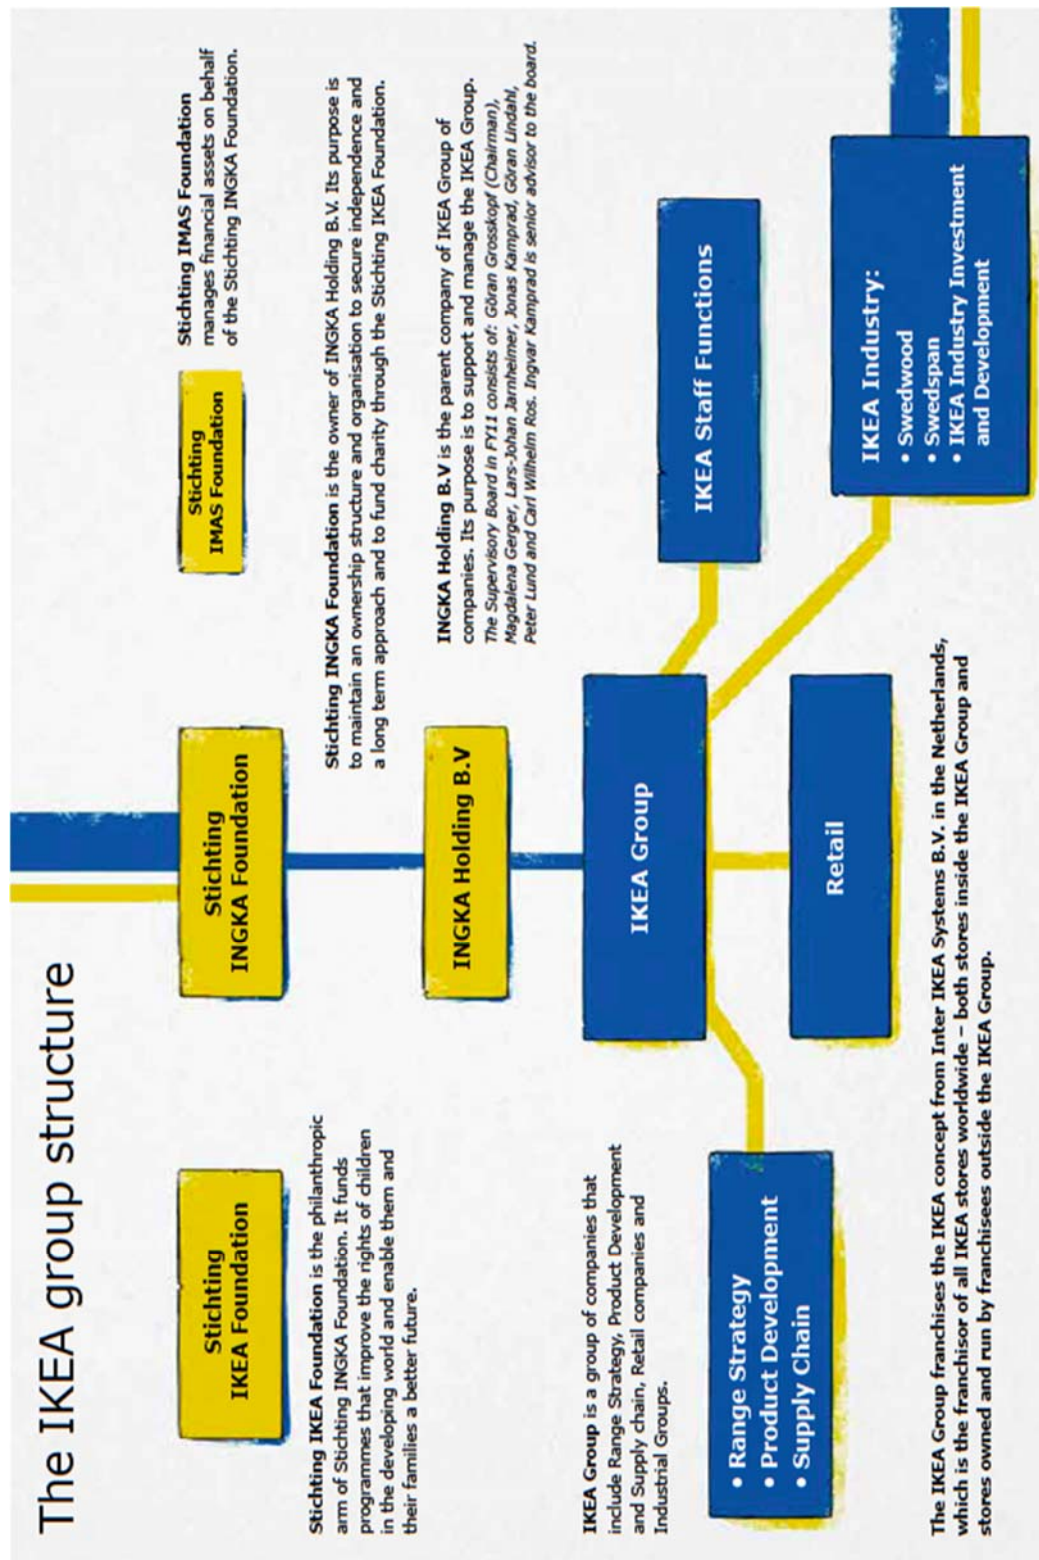 The IKEA group structure
Stichting
IKEA Foundation
Stichting IKEA Foundation is the philanthropic
arm of Stichting INGKA Foundation. It funds
programmes that improve the rights of children
in the developing world and enable them and
their families a better future.
Stichting
INGKA Foundation
Stichting
IMAS Foundation
Stichting IMAS Foundation
manages financial assets on behalf
of the Stichting INGKA Foundation.
Stichting INGKA Foundation is the owner of INGKA Holding B.V. Its purpose is
to maintain an ownership structure and organisation to secure independence and
a long term approach and to fund charity through the Stichting IKEA Foundation.
INGKA Holding B.V
INGKA Holding B.V is the parent company of IKEA Group of
companies. Its purpose is to support and manage the IKEA Group.
The Supervisory Board in FY11 consists of: Göran Grosskopf (Chairman),
Magdalena Gerger, Lars-Johan Jarnheimer, Jonas Kamprad, Göran Lindahl,
Peter Lund and Carl Wilhelm Ros. Ingvar Kamprad is senior advisor to the board.
IKEA Group is a group of companies that
include Range Strategy, Product Development
and Supply chain, Retail companies and
Industrial Groups.
IKEA Group
IKEA Staff Functions
• Range Strategy
• Product Development
• Supply Chain
Retail
IKEA Industry:
• Swedwood
• Swedspan
• IKEA Industry Investment
and Development
The IKEA Group franchises the IKEA concept from Inter IKEA Systems B.V. in the Netherlands,
which is the franchisor of all IKEA stores worldwide – both stores inside the IKEA Group and
stores owned and run by franchisees outside the IKEA Group.